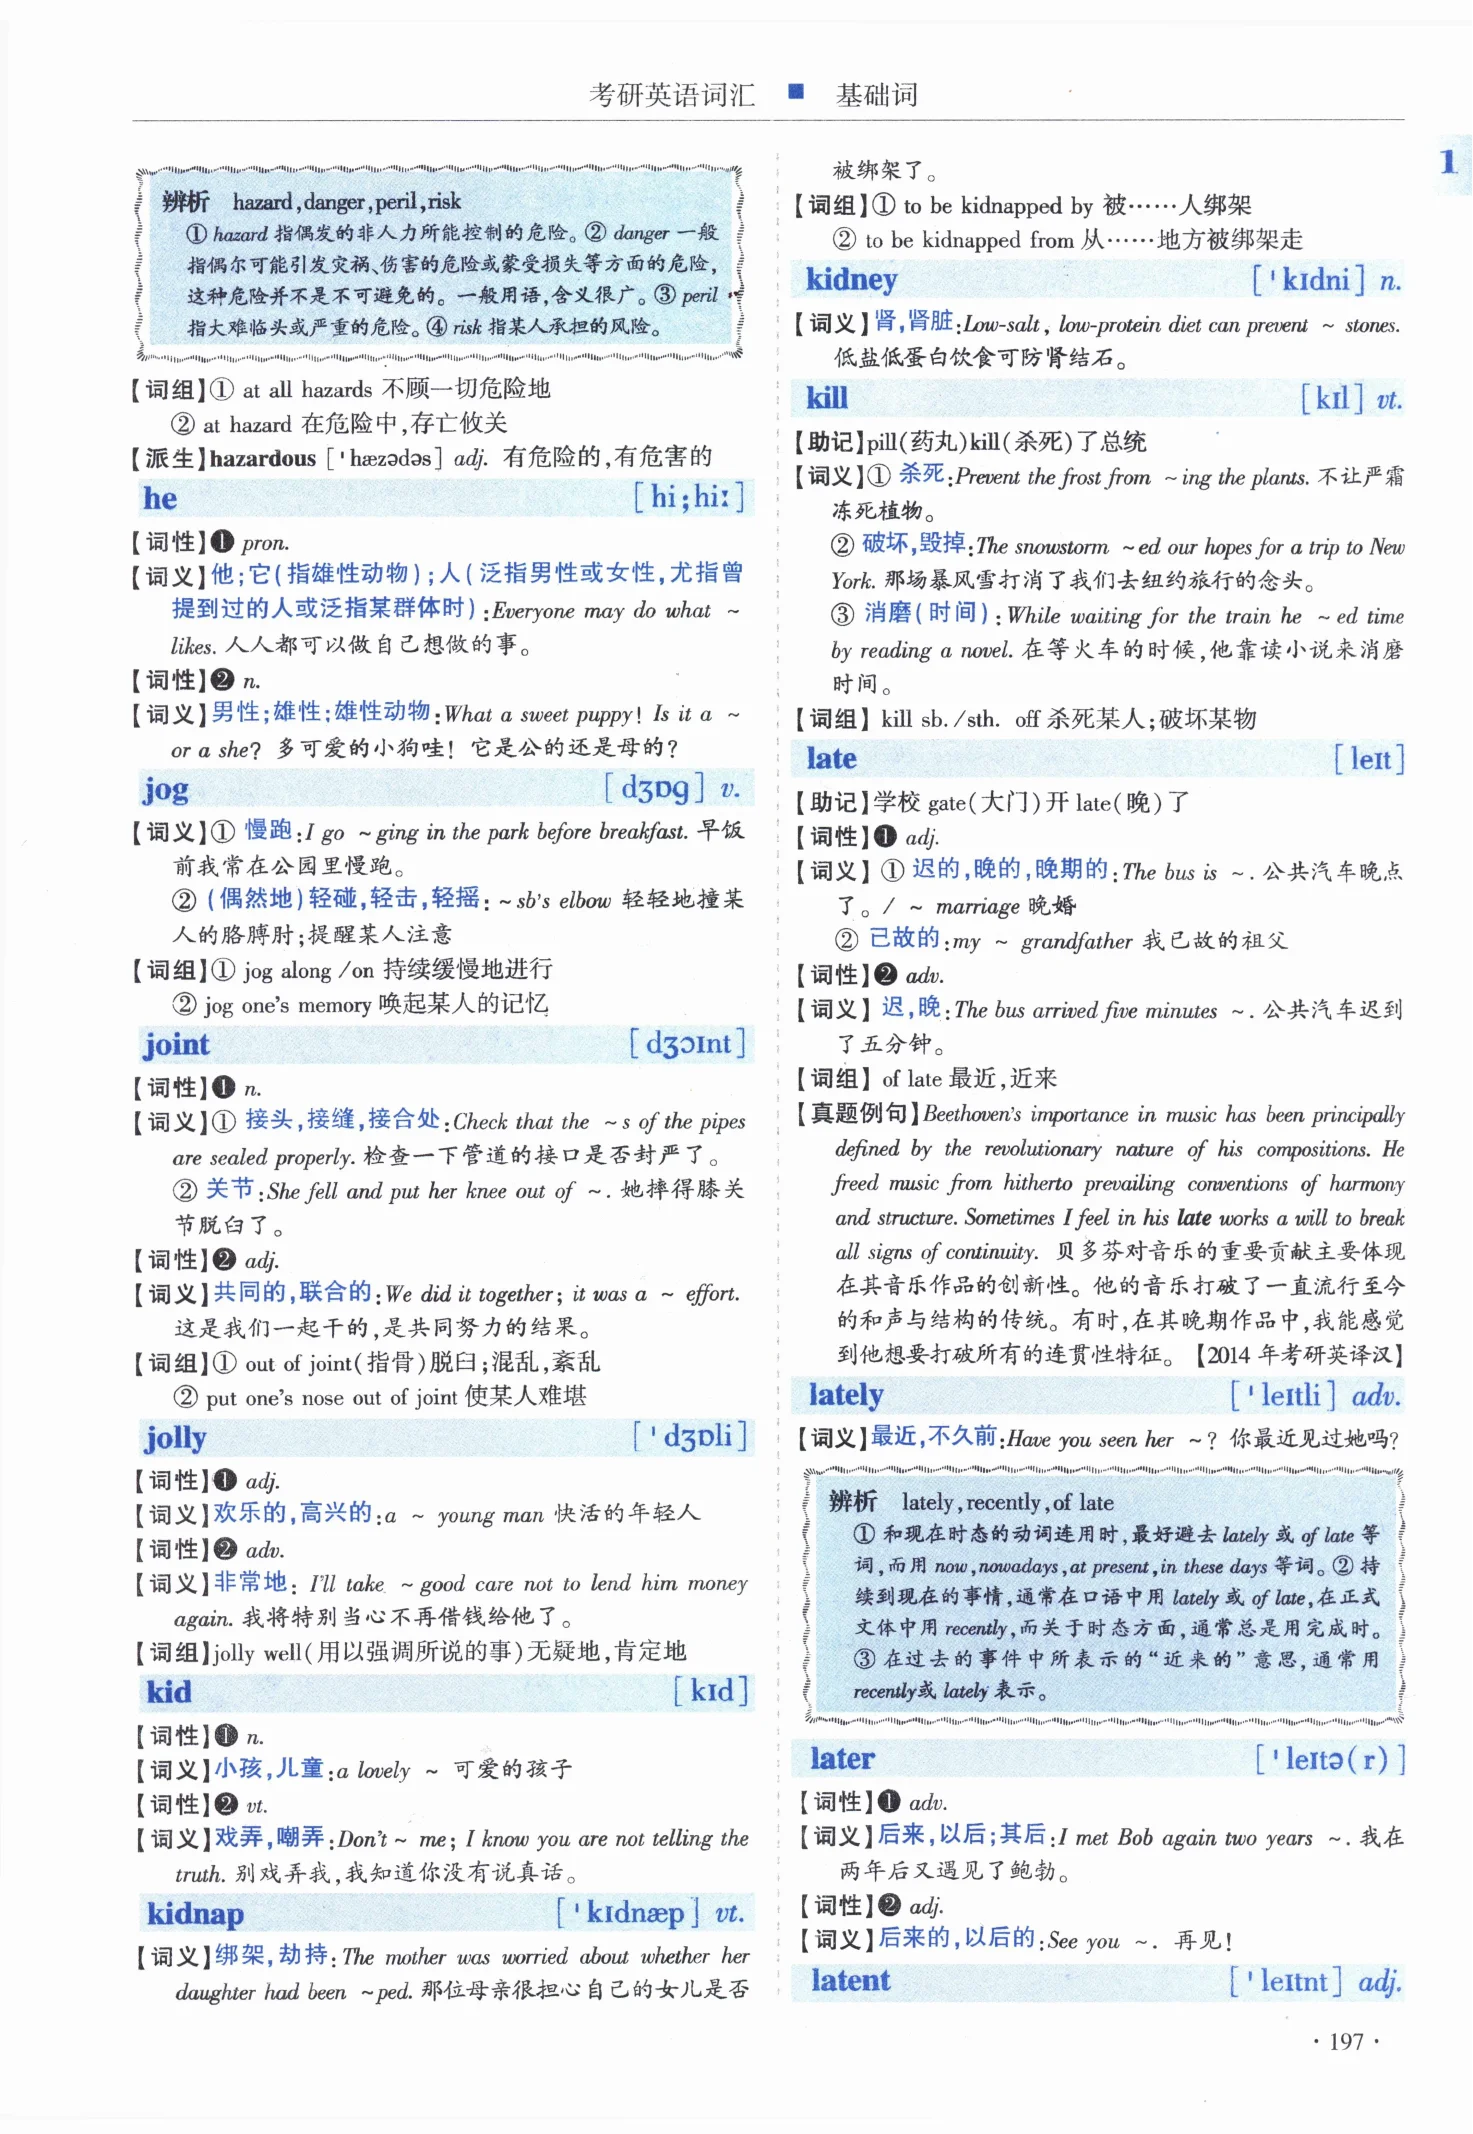 考研英语词汇 ■ 基础词
1
辨析 hazard,danger,peril,risk
① hazard 指偶发的非人力所能控制的危险。② danger 一般
指偶尔可能引发灾祸、伤害的危险或蒙受损失等方面的危险,
这种危险并不是不可避免的。一般用语,含义很广。③ peril
指大难临头或严重的危险。④ risk 指某人承担的风险。
【词组】① at all hazards 不顾一切危险地
② at hazard 在危险中,存亡攸关
【派生】hazardous [ˈhæzədəs] adj. 有危险的,有危害的
he [hi;hiː]
【词性】❶ pron.
【词义】他;它(指雄性动物);人(泛指男性或女性,尤指曾
提到过的人或泛指某群体时):Everyone may do what ~
likes. 人人都可以做自己想做的事。
【词性】❷ n.
【词义】男性;雄性;雄性动物:What a sweet puppy! Is it a ~
or a she? 多可爱的小狗哇! 它是公的还是母的?
jog [dʒɒg] v.
【词义】① 慢跑:I go ~ging in the park before breakfast. 早饭
前我常在公园里慢跑。
② (偶然地)轻碰,轻击,轻摇: ~sb's elbow 轻轻地撞某
人的胳膊肘;提醒某人注意
【词组】① jog along /on 持续缓慢地进行
② jog one's memory 唤起某人的记忆
joint [dʒɔɪnt]
【词性】❶ n.
【词义】① 接头,接缝,接合处:Check that the ~s of the pipes
are sealed properly. 检查一下管道的接口是否封严了。
② 关节:She fell and put her knee out of ~. 她摔得膝关
节脱臼了。
【词性】❷ adj.
【词义】共同的,联合的:We did it together; it was a ~ effort.
这是我们一起干的,是共同努力的结果。
【词组】① out of joint(指骨)脱臼;混乱,紊乱
② put one's nose out of joint 使某人难堪
jolly [ˈdʒɒli]
【词性】❶ adj.
【词义】欢乐的,高兴的:a ~ young man 快活的年轻人
【词性】❷ adv.
【词义】非常地: I'll take ~good care not to lend him money
again. 我将特别当心不再借钱给他了。
【词组】jolly well(用以强调所说的事)无疑地,肯定地
kid [kɪd]
【词性】❶ n.
【词义】小孩,儿童:a lovely ~ 可爱的孩子
【词性】❷ vt.
【词义】戏弄,嘲弄:Don't ~ me; I know you are not telling the
truth. 别戏弄我,我知道你没有说真话。
kidnap [ˈkɪdnæp] vt.
【词义】绑架,劫持: The mother was worried about whether her
daughter had been ~ped. 那位母亲很担心自己的女儿是否
被绑架了。
【词组】① to be kidnapped by 被……人绑架
② to be kidnapped from 从……地方被绑架走
kidney [ˈkɪdni] n.
【词义】肾,肾脏:Low-salt, low-protein diet can prevent ~ stones.
低盐低蛋白饮食可防肾结石。
kill [kɪl] vt.
【助记】pill(药丸)kill(杀死)了总统
【词义】① 杀死:Prevent the frost from ~ing the plants. 不让严霜
冻死植物。
② 破坏,毁掉:The snowstorm ~ed our hopes for a trip to New
York. 那场暴风雪打消了我们去纽约旅行的念头。
③ 消磨(时间): While waiting for the train he ~ed time
by reading a novel. 在等火车的时候,他靠读小说来消磨
时间。
【词组】 kill sb./sth. off 杀死某人;破坏某物
late [leɪt]
【助记】学校 gate(大门)开 late(晚)了
【词性】❶ adj.
【词义】① 迟的,晚的,晚期的: The bus is ~. 公共汽车晚点
了。/ ~ marriage 晚婚
② 已故的:my ~ grandfather 我已故的祖父
【词性】❷ adv.
【词义】迟,晚:The bus arrived five minutes ~. 公共汽车迟到
了五分钟。
【词组】 of late 最近,近来
【真题例句】Beethoven's importance in music has been principally
defined by the revolutionary nature of his compositions. He
freed music from hitherto prevailing conventions of harmony
and structure. Sometimes I feel in his late works a will to break
all signs of continuity. 贝多芬对音乐的重要贡献主要体现
在其音乐作品的创新性。他的音乐打破了一直流行至今
的和声与结构的传统。有时,在其晚期作品中,我能感觉
到他想要打破所有的连贯性特征。【2014 年考研英译汉】
lately [ˈleɪtli] adv.
【词义】最近,不久前:Have you seen her ~? 你最近见过她吗?
辨析 lately,recently,of late
① 和现在时态的动词连用时,最好避去 lately 或 of late 等
词,而用 now,nowadays,at present,in these days 等词。② 持
续到现在的事情,通常在口语中用 lately 或 of late,在正式
文体中用 recently,而关于时态方面,通常总是用完成时。
③ 在过去的事件中所表示的“近来的”意思,通常用
recently或 lately 表示。
later [ˈleɪtə(r)]
【词性】❶ adv.
【词义】后来,以后;其后:I met Bob again two years ~. 我在
两年后又遇见了鲍勃。
【词性】❷ adj.
【词义】后来的,以后的:See you ~. 再见!
latent [ˈleɪtnt] adj.
· 197 ·